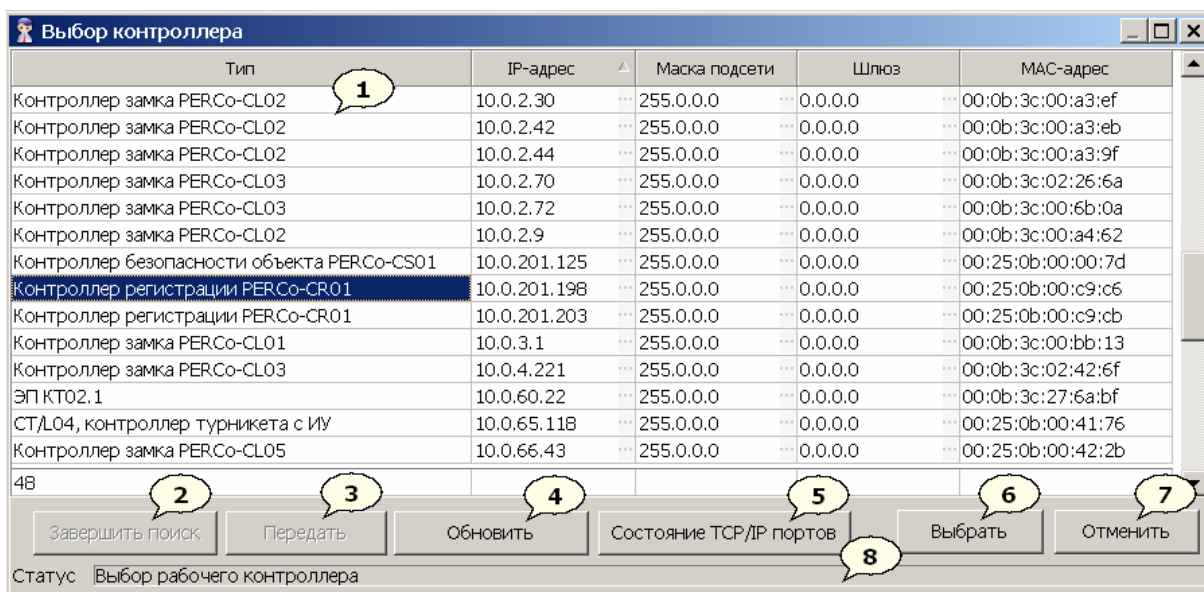 Выбор контроллера
Тип IP-адрес Маска подсети Шлюз MAC-адрес
1
Контроллер замка PERCo-CL02 10.0.2.30 ... 255.0.0.0 ... 0.0.0.0 ... 00:0b:3c:00:a3:ef
Контроллер замка PERCo-CL02 10.0.2.42 ... 255.0.0.0 ... 0.0.0.0 ... 00:0b:3c:00:a3:eb
Контроллер замка PERCo-CL02 10.0.2.44 ... 255.0.0.0 ... 0.0.0.0 ... 00:0b:3c:00:a3:9f
Контроллер замка PERCo-CL03 10.0.2.70 ... 255.0.0.0 ... 0.0.0.0 ... 00:0b:3c:02:26:6a
Контроллер замка PERCo-CL03 10.0.2.72 ... 255.0.0.0 ... 0.0.0.0 ... 00:0b:3c:00:6b:0a
Контроллер замка PERCo-CL02 10.0.2.9 ... 255.0.0.0 ... 0.0.0.0 ... 00:0b:3c:00:a4:62
Контроллер безопасности объекта PERCo-CS01 10.0.201.125 ... 255.0.0.0 ... 0.0.0.0 ... 00:25:0b:00:00:7d
Контроллер регистрации PERCo-CR01 10.0.201.198 ... 255.0.0.0 ... 0.0.0.0 ... 00:25:0b:00:c9:c6
Контроллер регистрации PERCo-CR01 10.0.201.203 ... 255.0.0.0 ... 0.0.0.0 ... 00:25:0b:00:c9:cb
Контроллер замка PERCo-CL01 10.0.3.1 ... 255.0.0.0 ... 0.0.0.0 ... 00:0b:3c:00:bb:13
Контроллер замка PERCo-CL03 10.0.4.221 ... 255.0.0.0 ... 0.0.0.0 ... 00:0b:3c:02:42:6f
ЭП КТ02.1 10.0.60.22 ... 255.0.0.0 ... 0.0.0.0 ... 00:0b:3c:27:6a:bf
CT/L04, контроллер турникета с ИУ 10.0.65.118 ... 255.0.0.0 ... 0.0.0.0 ... 00:25:0b:00:41:76
Контроллер замка PERCo-CL05 10.0.66.43 ... 255.0.0.0 ... 0.0.0.0 ... 00:25:0b:00:42:2b
48
2 3 4 5 6 7
Завершить поиск Передать Обновить Состояние TCP/IP портов Выбрать Отменить
8
Статус Выбор рабочего контроллера